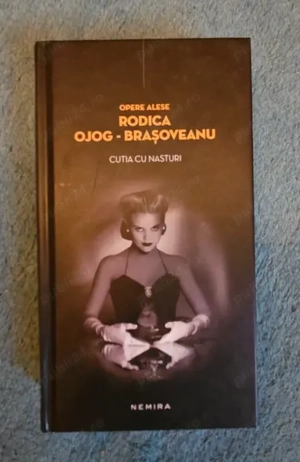 OPERE ALESE
RODICA
OJOG - BRAȘOVEANU
CUTIA CU NASTURI
NEMIRA